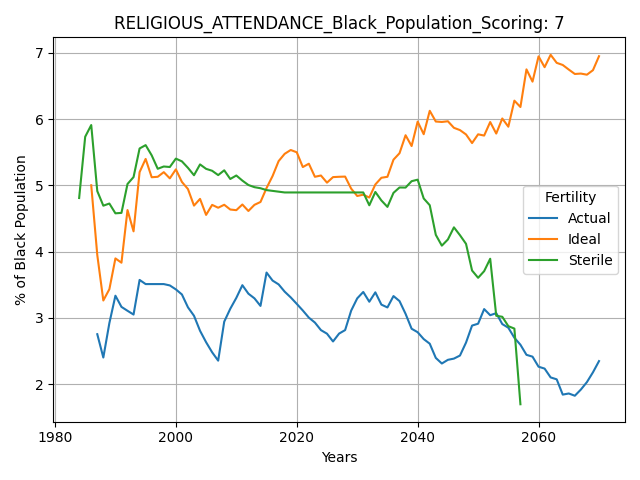 RELIGIOUS_ATTENDANCE_Black_Population_Scoring: 7
% of Black Population
7
6
5
4
3
2
Fertility
Actual
Ideal
Sterile
1980
2000
2020
2040
2060
Years